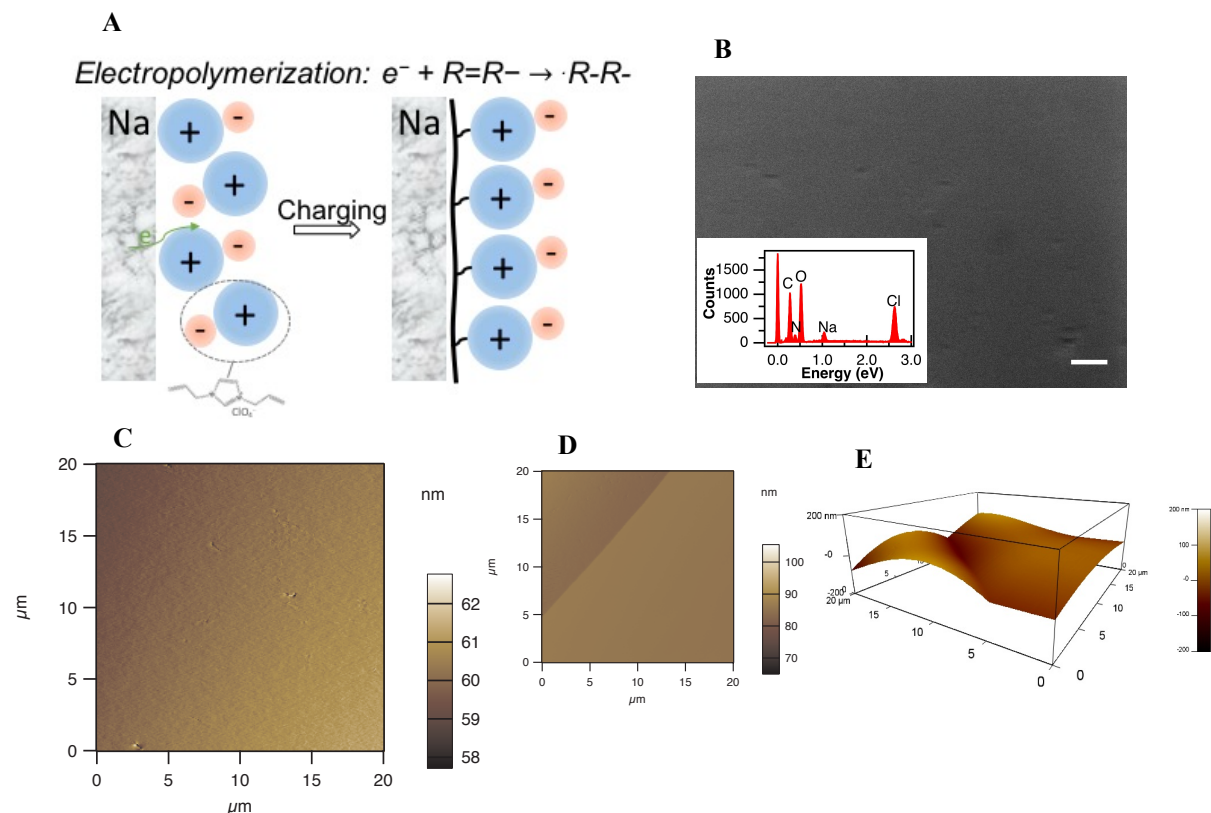 A
Electropolymerization: e⁻ + R=R− → ·R-R-
Na
+
-
+
-
e
+
-
+
-
ClO₄⁻
Charging
Na
+
-
+
-
+
-
+
-
B
Counts
1500
1000
500
0
C
N
O
Na
Cl
0.0 1.0 2.0 3.0
Energy (eV)
C
20
15
10
5
0
µm
0 5 10 15 20
µm
nm
62
61
60
59
58
D
20
15
10
5
0
µm
0 5 10 15 20
µm
nm
100
90
80
70
E
200 nm
-0
-200
20 µm
15
10
5
0
0
5
10
15
20 µm
0
5
200 nm
100
-0
-100
-200